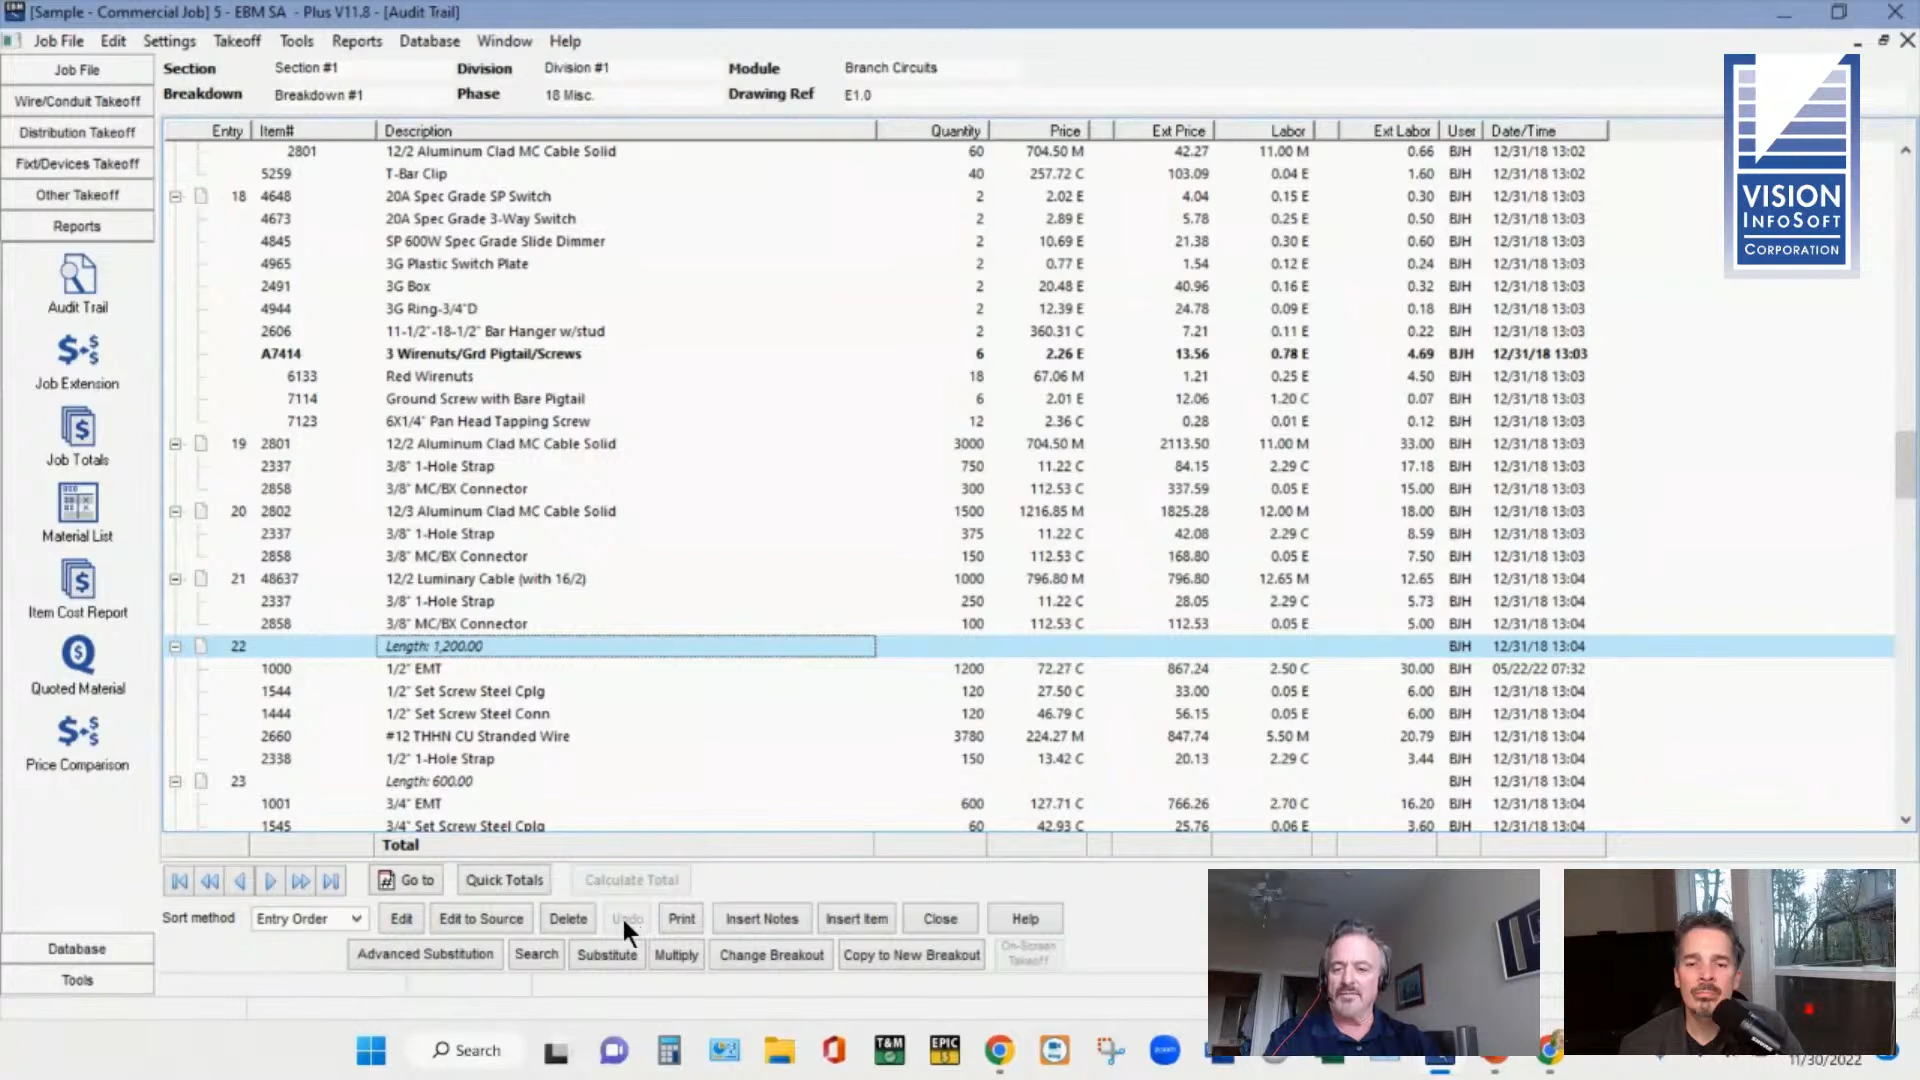 [Sample - Commercial Job] 5 - EBM SA - Plus V11.8 - [Audit Trail]
Job File Edit Settings Takeoff Tools Reports Database Window Help
Job File
Wire/Conduit Takeoff
Distribution Takeoff
Fixt/Devices Takeoff
Other Takeoff
Reports
Audit Trail
Job Extension
Job Totals
Material List
Item Cost Report
Quoted Material
Price Comparison
Database
Tools
Section Section #1 Division Division #1 Module Branch Circuits
Breakdown Breakdown #1 Phase 18 Misc. Drawing Ref E1.0
Entry Item# Description Quantity Price Ext Price Labor Ext Labor User Date/Time
2801 12/2 Aluminum Clad MC Cable Solid 60 704.50 M 42.27 11.00 M 0.66 BJH 12/31/18 13:02
5259 T-Bar Clip 40 257.72 C 103.09 0.04 E 1.60 BJH 12/31/18 13:02
18 4648 20A Spec Grade SP Switch 2 2.02 E 4.04 0.15 E 0.30 BJH 12/31/18 13:03
4673 20A Spec Grade 3-Way Switch 2 2.89 E 5.78 0.25 E 0.50 BJH 12/31/18 13:03
4845 SP 600W Spec Grade Slide Dimmer 2 10.69 E 21.38 0.30 E 0.60 BJH 12/31/18 13:03
4965 3G Plastic Switch Plate 2 0.77 E 1.54 0.12 E 0.24 BJH 12/31/18 13:03
2491 3G Box 2 20.48 E 40.96 0.16 E 0.32 BJH 12/31/18 13:03
4944 3G Ring-3/4"D 2 12.39 E 24.78 0.09 E 0.18 BJH 12/31/18 13:03
2606 11-1/2"-18-1/2" Bar Hanger w/stud 2 360.31 C 7.21 0.11 E 0.22 BJH 12/31/18 13:03
A7414 3 Wirenuts/Grd Pigtail/Screws 6 2.26 E 13.56 0.78 E 4.69 BJH 12/31/18 13:03
6133 Red Wirenuts 18 67.06 M 1.21 0.25 E 4.50 BJH 12/31/18 13:03
7114 Ground Screw with Bare Pigtail 6 2.01 E 12.06 1.20 C 0.07 BJH 12/31/18 13:03
7123 6X1/4" Pan Head Tapping Screw 12 2.36 C 0.28 0.01 E 0.12 BJH 12/31/18 13:03
19 2801 12/2 Aluminum Clad MC Cable Solid 3000 704.50 M 2113.50 11.00 M 33.00 BJH 12/31/18 13:03
2337 3/8" 1-Hole Strap 750 11.22 C 84.15 2.29 C 17.18 BJH 12/31/18 13:03
2858 3/8" MC/BX Connector 300 112.53 C 337.59 0.05 E 15.00 BJH 12/31/18 13:03
20 2802 12/3 Aluminum Clad MC Cable Solid 1500 1216.85 M 1825.28 12.00 M 18.00 BJH 12/31/18 13:03
2337 3/8" 1-Hole Strap 375 11.22 C 42.08 2.29 C 8.59 BJH 12/31/18 13:03
2858 3/8" MC/BX Connector 150 112.53 C 168.80 0.05 E 7.50 BJH 12/31/18 13:03
21 48637 12/2 Luminary Cable (with 16/2) 1000 796.80 M 796.80 12.65 M 12.65 BJH 12/31/18 13:04
2337 3/8" 1-Hole Strap 250 11.22 C 28.05 2.29 C 5.73 BJH 12/31/18 13:04
2858 3/8" MC/BX Connector 100 112.53 C 112.53 0.05 E 5.00 BJH 12/31/18 13:04
22 Length: 1,200.00 BJH 12/31/18 13:04
1000 1/2" EMT 1200 72.27 C 867.24 2.50 C 30.00 BJH 05/22/22 07:32
1544 1/2" Set Screw Steel Cplg 120 27.50 C 33.00 0.05 E 6.00 BJH 12/31/18 13:04
1444 1/2" Set Screw Steel Conn 120 46.79 C 56.15 0.05 E 6.00 BJH 12/31/18 13:04
2660 #12 THHN CU Stranded Wire 3780 224.27 M 847.74 5.50 M 20.79 BJH 12/31/18 13:04
2338 1/2" 1-Hole Strap 150 13.42 C 20.13 2.29 C 3.44 BJH 12/31/18 13:04
23 Length: 600.00 BJH 12/31/18 13:04
1001 3/4" EMT 600 127.71 C 766.26 2.70 C 16.20 BJH 12/31/18 13:04
1545 3/4" Set Screw Steel Cplg 60 42.93 C 25.76 0.06 E 3.60 BJH 12/31/18 13:04
Total
Go to Quick Totals Calculate Total
Sort method Entry Order Edit Edit to Source Delete Undo Print Insert Notes Insert Item Close Help
Advanced Substitution Search Substitute Multiply Change Breakout Copy to New Breakout On-Screen Takeoff
VISION
INFOSOFT
CORPORATION
Search
T&M
EPIC
zoom
11/30/2022